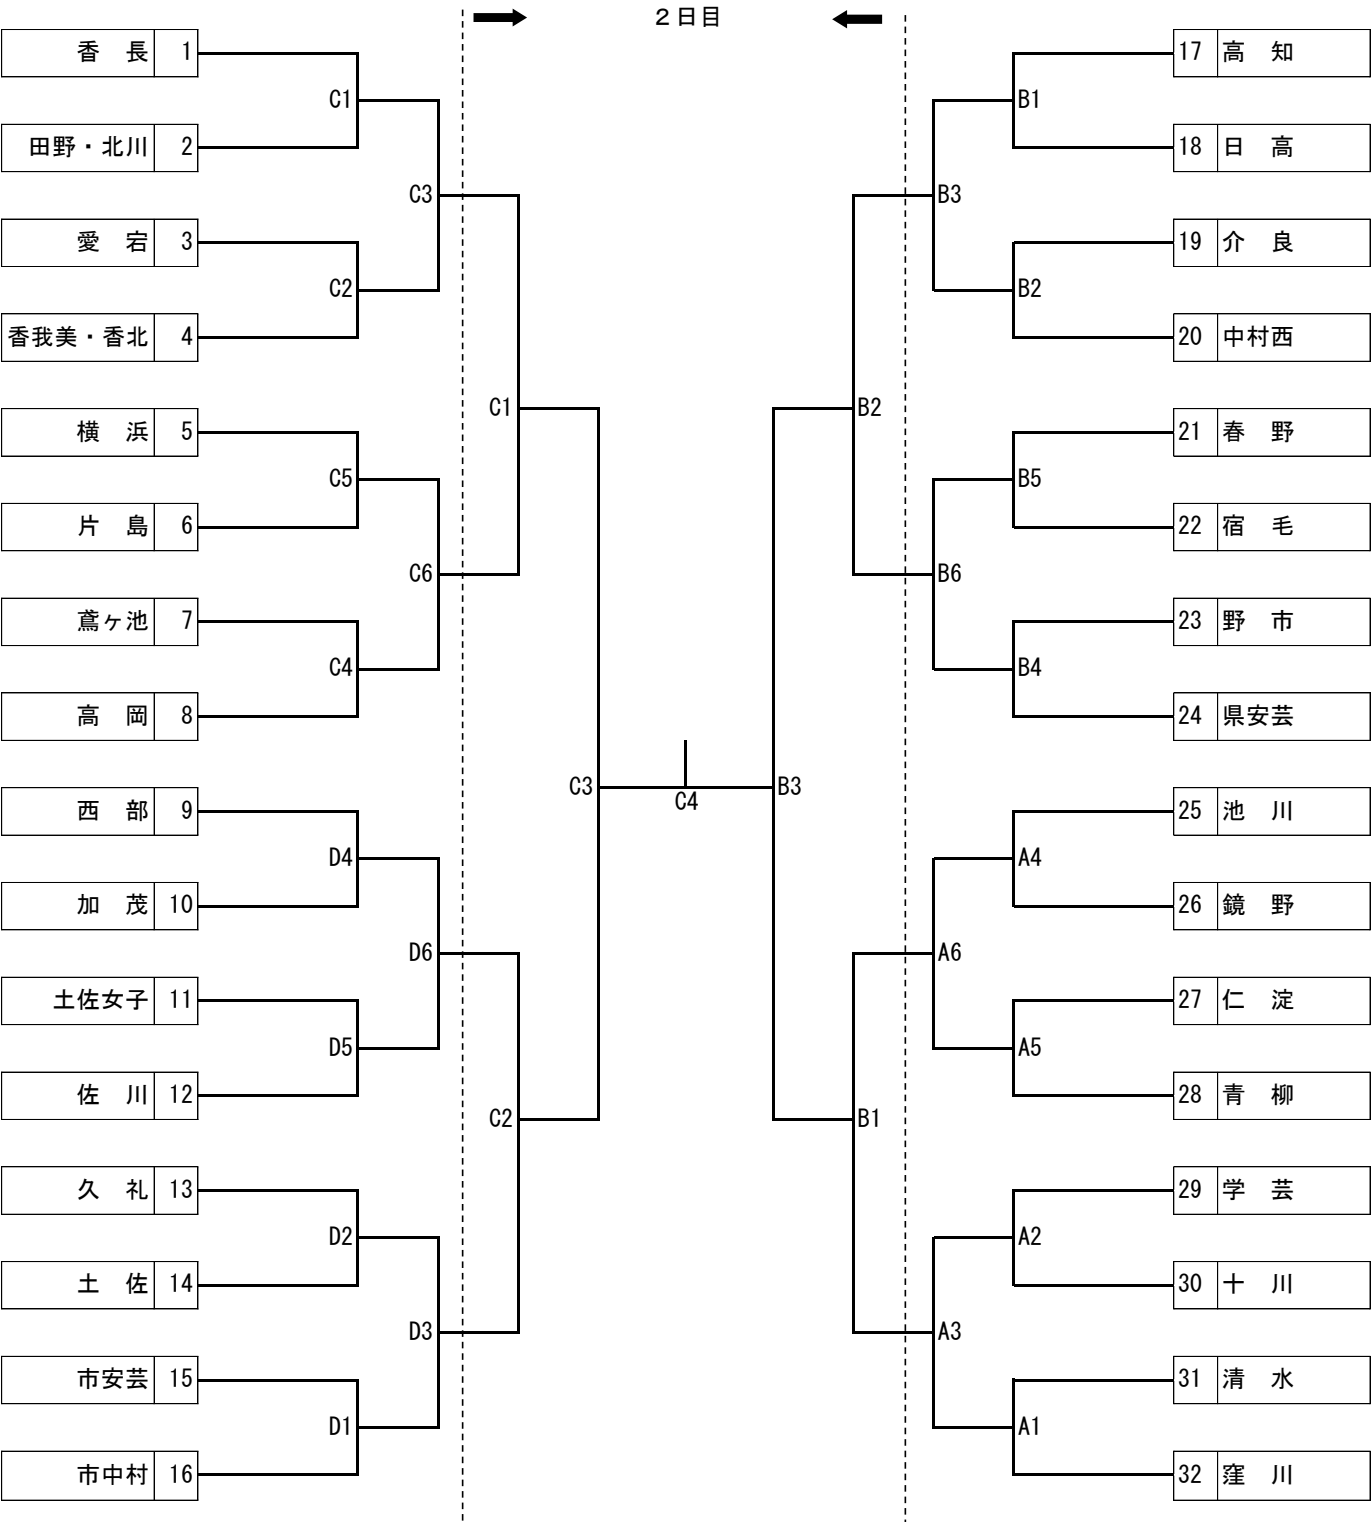 ２日目
香　長 1
C1
田野・北川 2
C3
愛　宕 3
C2
香我美・香北 4
C1
横　浜 5
C5
片　島 6
C6
鳶ヶ池 7
C4
高　岡 8
C3
西　部 9
D4
加　茂 10
D6
土佐女子 11
D5
佐　川 12
C2
久　礼 13
D2
土　佐 14
D3
市安芸 15
D1
市中村 16
C4
17 高　知
B1
18 日　高
B3
19 介　良
B2
20 中村西
B2
21 春　野
B5
22 宿　毛
B6
23 野　市
B4
24 県安芸
B3
25 池　川
A4
26 鏡　野
A6
27 仁　淀
A5
28 青　柳
B1
29 学　芸
A2
30 十　川
A3
31 清　水
A1
32 窪　川